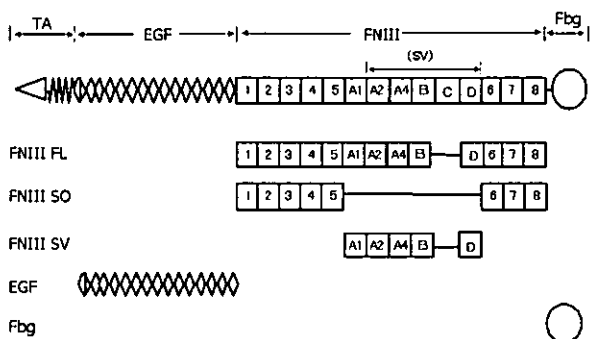 TA EGF FNIII Fbg
(SV)
1 2 3 4 5 A1 A2 A4 B C D 6 7 8
FNIII FL 1 2 3 4 5 A1 A2 A4 B D 6 7 8
FNIII SO 1 2 3 4 5 6 7 8
FNIII SV A1 A2 A4 B D
EGF
Fbg